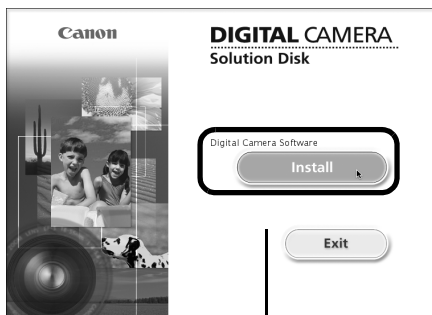 Canon
DIGITAL CAMERA
Solution Disk
Digital Camera Software
Install
Exit